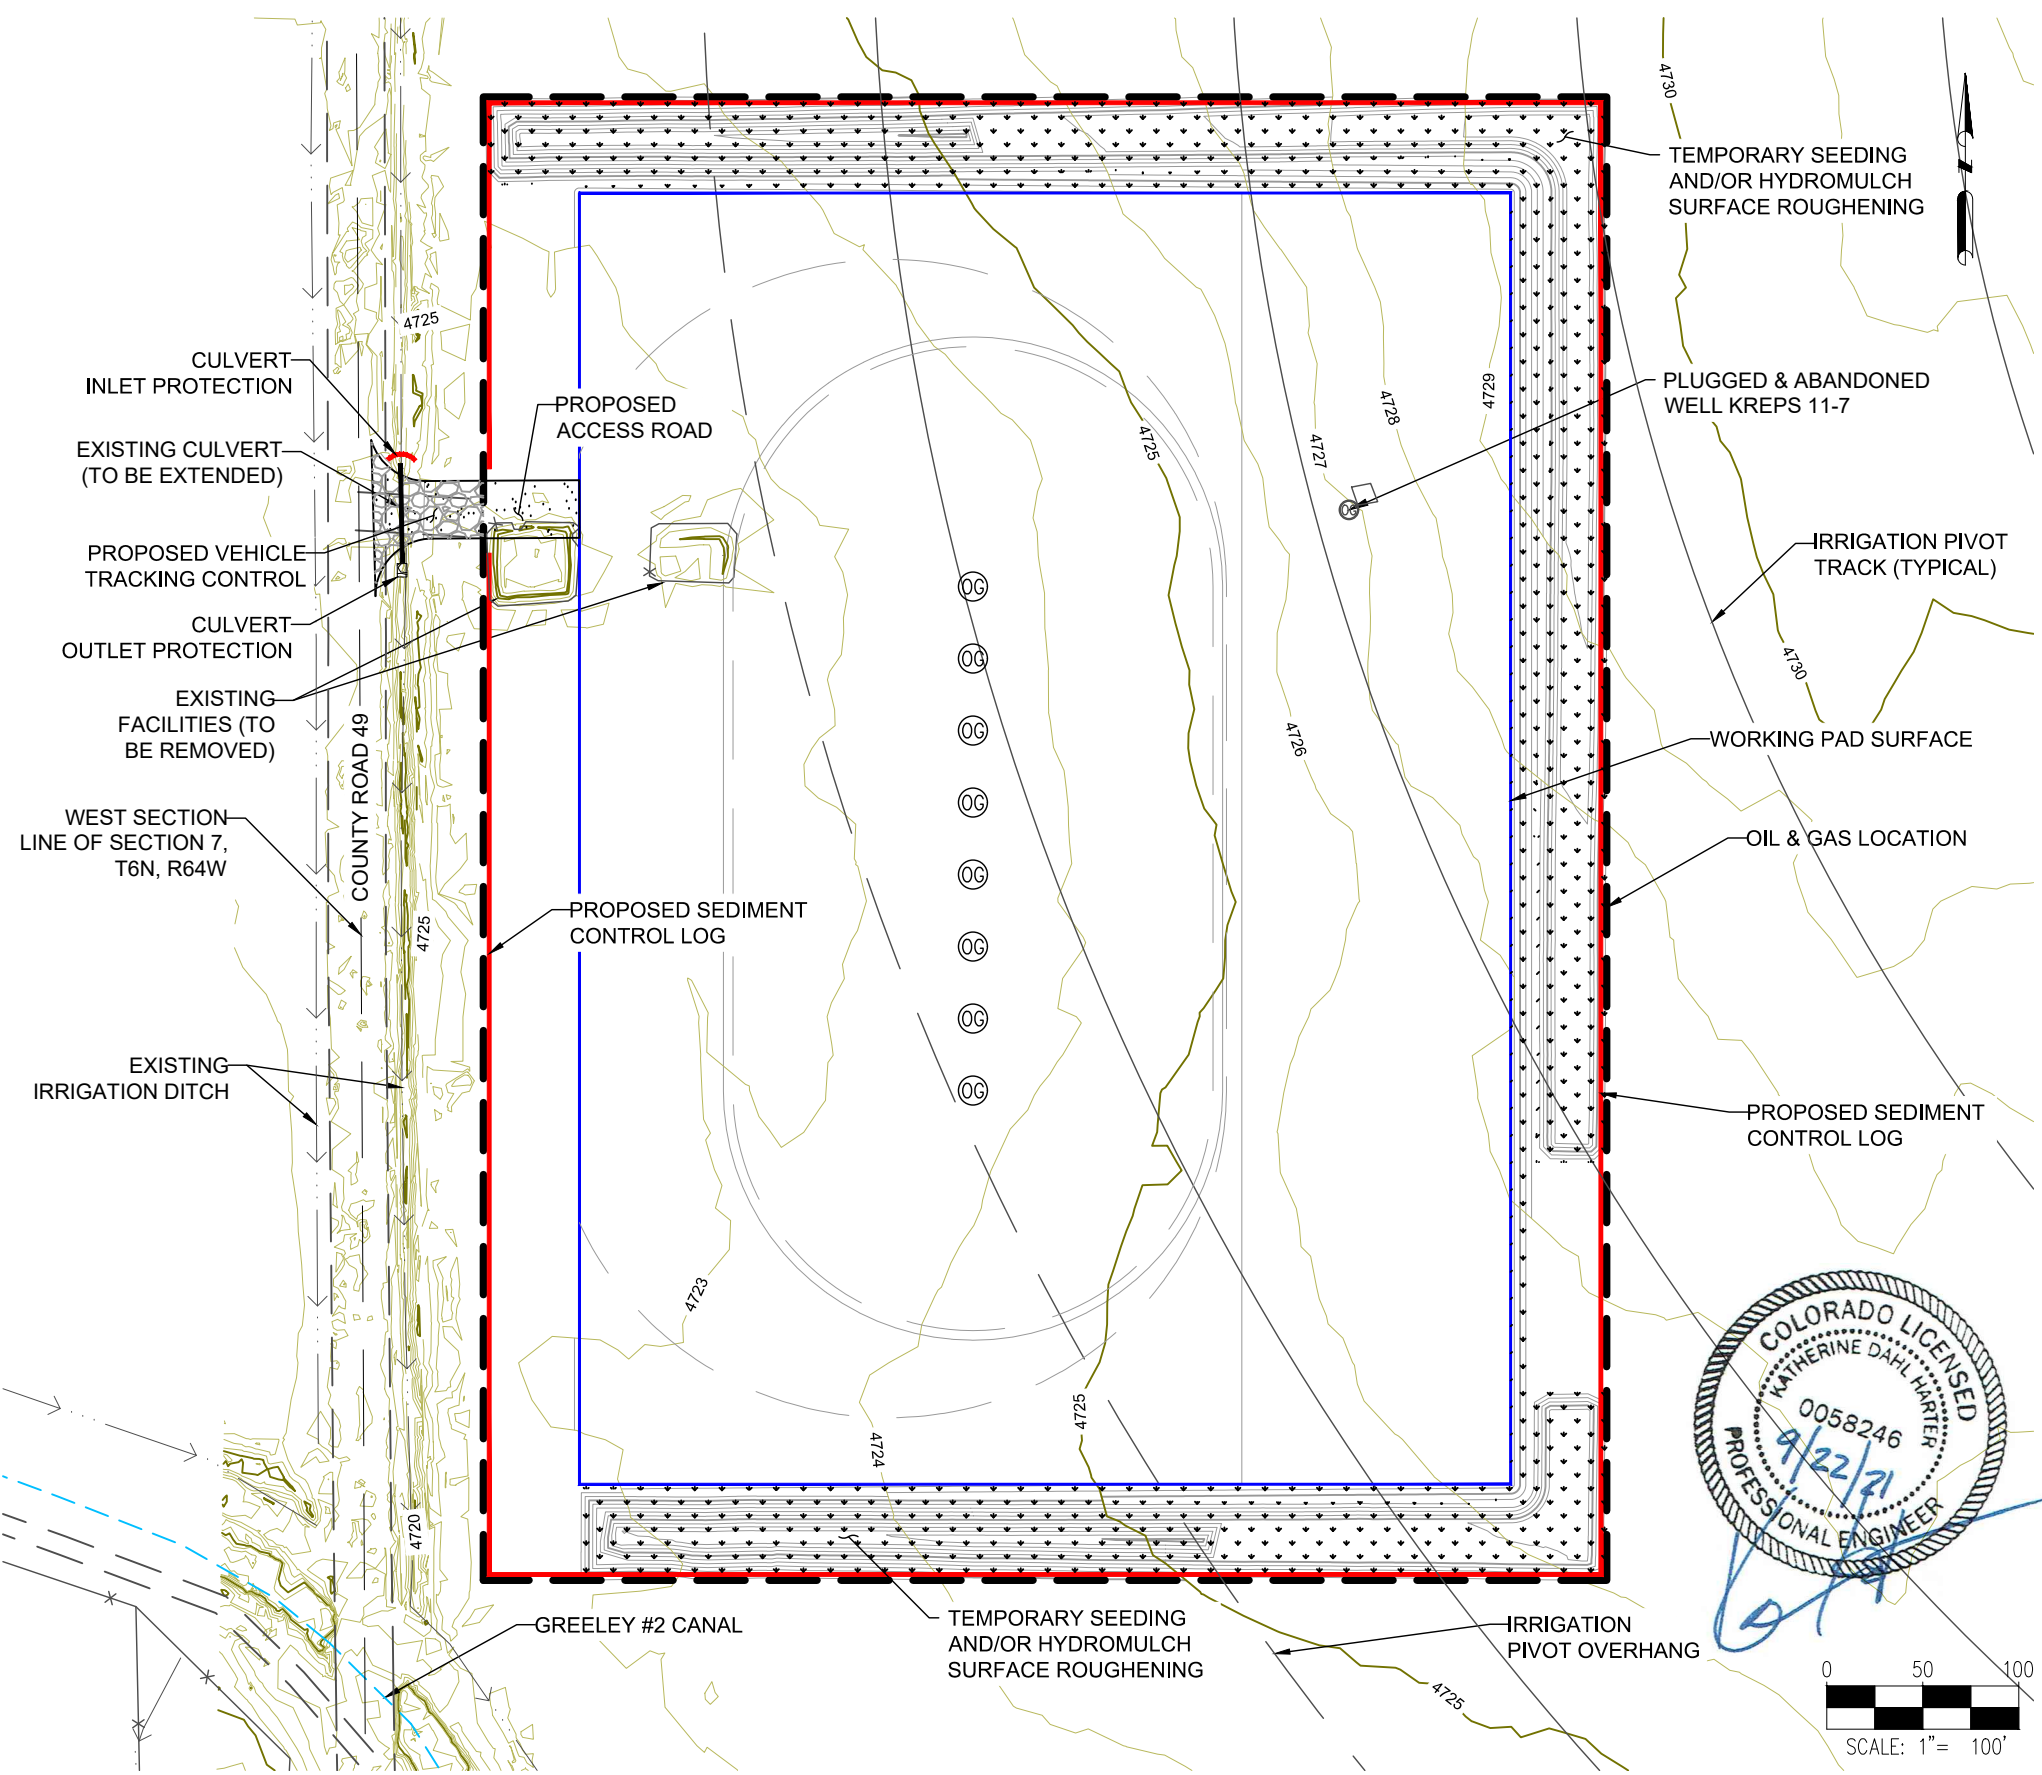 4730
TEMPORARY SEEDING
AND/OR HYDROMULCH
SURFACE ROUGHENING
N
4725
CULVERT
INLET PROTECTION
PROPOSED
ACCESS ROAD
4729
4728
4727
4725
PLUGGED & ABANDONED
WELL KREPS 11-7
EXISTING CULVERT
(TO BE EXTENDED)
OG
PROPOSED VEHICLE
TRACKING CONTROL
IRRIGATION PIVOT
TRACK (TYPICAL)
OG
CULVERT
OUTLET PROTECTION
OG
4730
EXISTING
FACILITIES (TO
BE REMOVED)
OG
4726
WORKING PAD SURFACE
COUNTY ROAD 49
OG
WEST SECTION
LINE OF SECTION 7,
T6N, R64W
OIL & GAS LOCATION
OG
4725
PROPOSED SEDIMENT
CONTROL LOG
OG
OG
EXISTING
IRRIGATION DITCH
OG
PROPOSED SEDIMENT
CONTROL LOG
4723
4725
4724
4720
COLORADO LICENSED
KATHERINE DAHL HARTER
0058246
9/22/21
PROFESSIONAL ENGINEER
GREELEY #2 CANAL
TEMPORARY SEEDING
AND/OR HYDROMULCH
SURFACE ROUGHENING
IRRIGATION
PIVOT OVERHANG
4725
0 50 100
SCALE: 1"= 100'